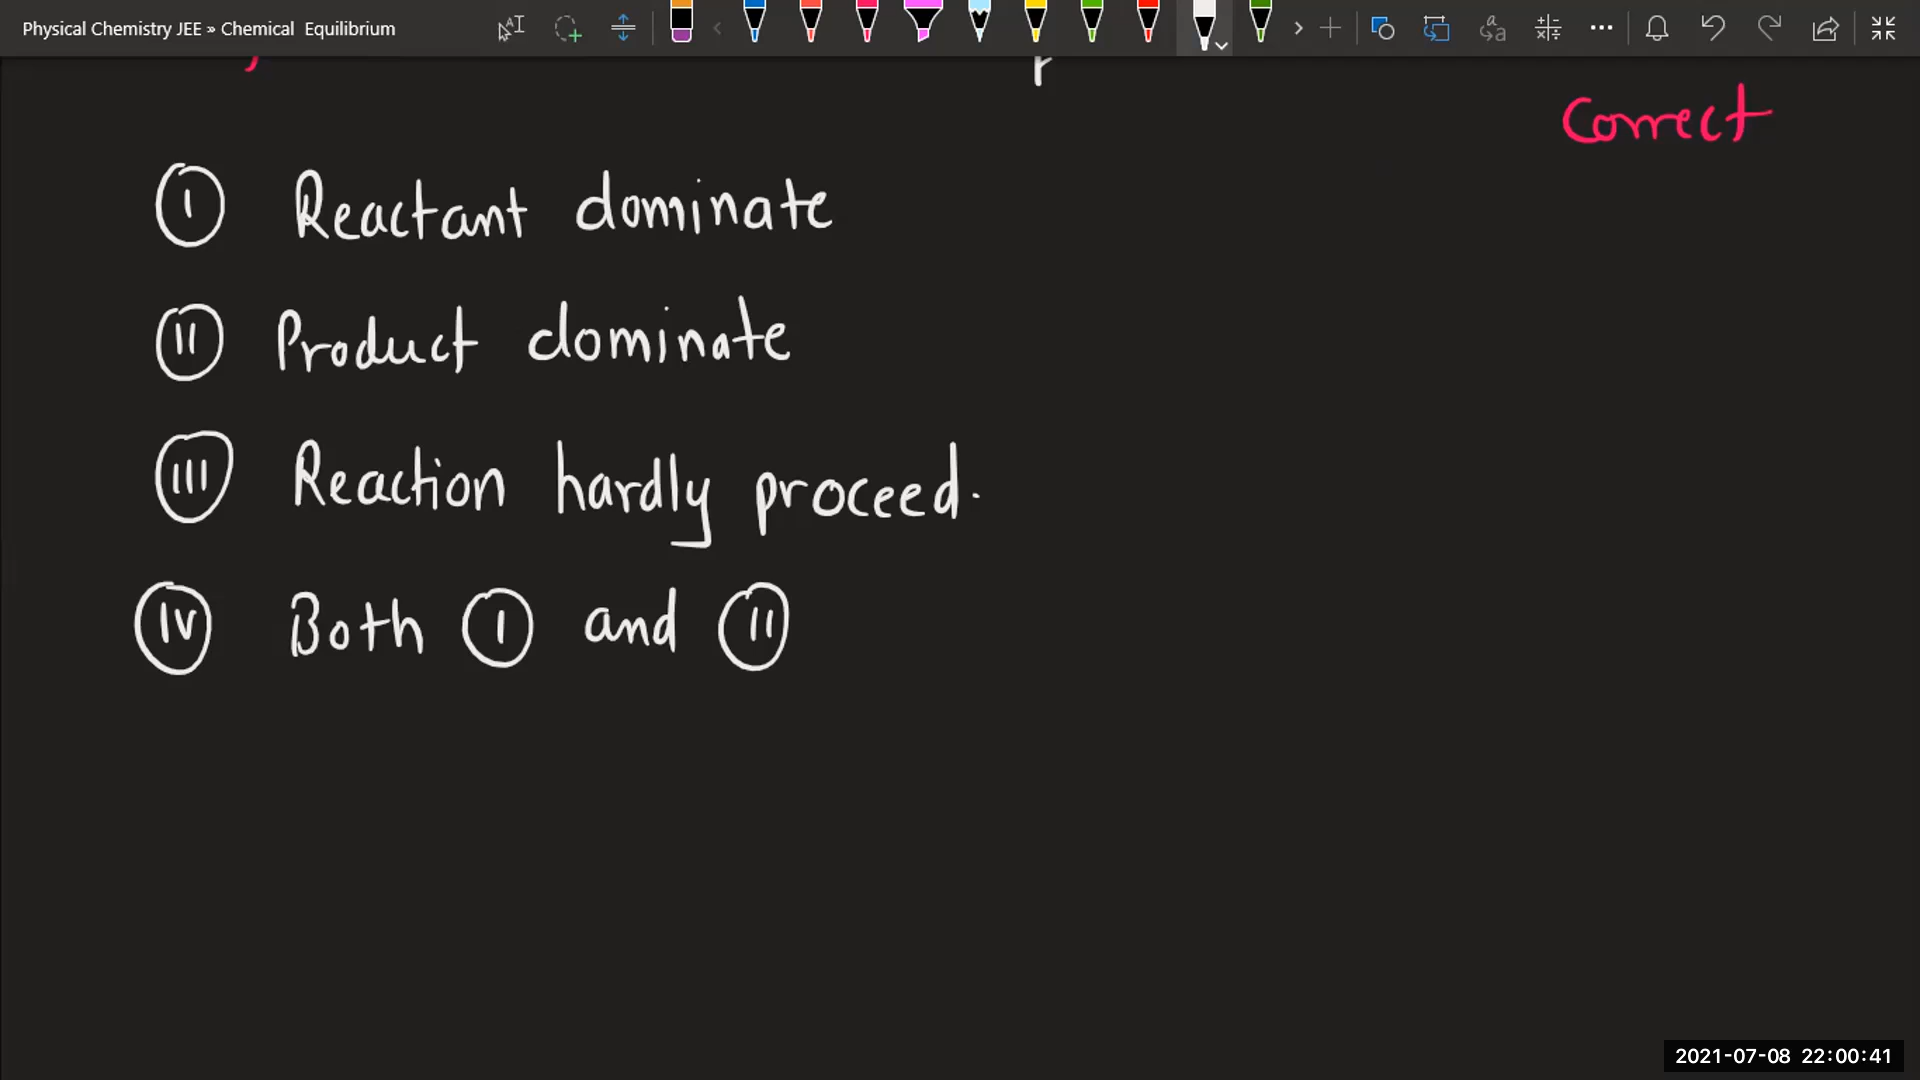 Physical Chemistry JEE » Chemical Equilibrium
Correct
I Reactant dominate
II Product dominate
III Reaction hardly proceed.
IV Both I and II
2021-07-08 22:00:41